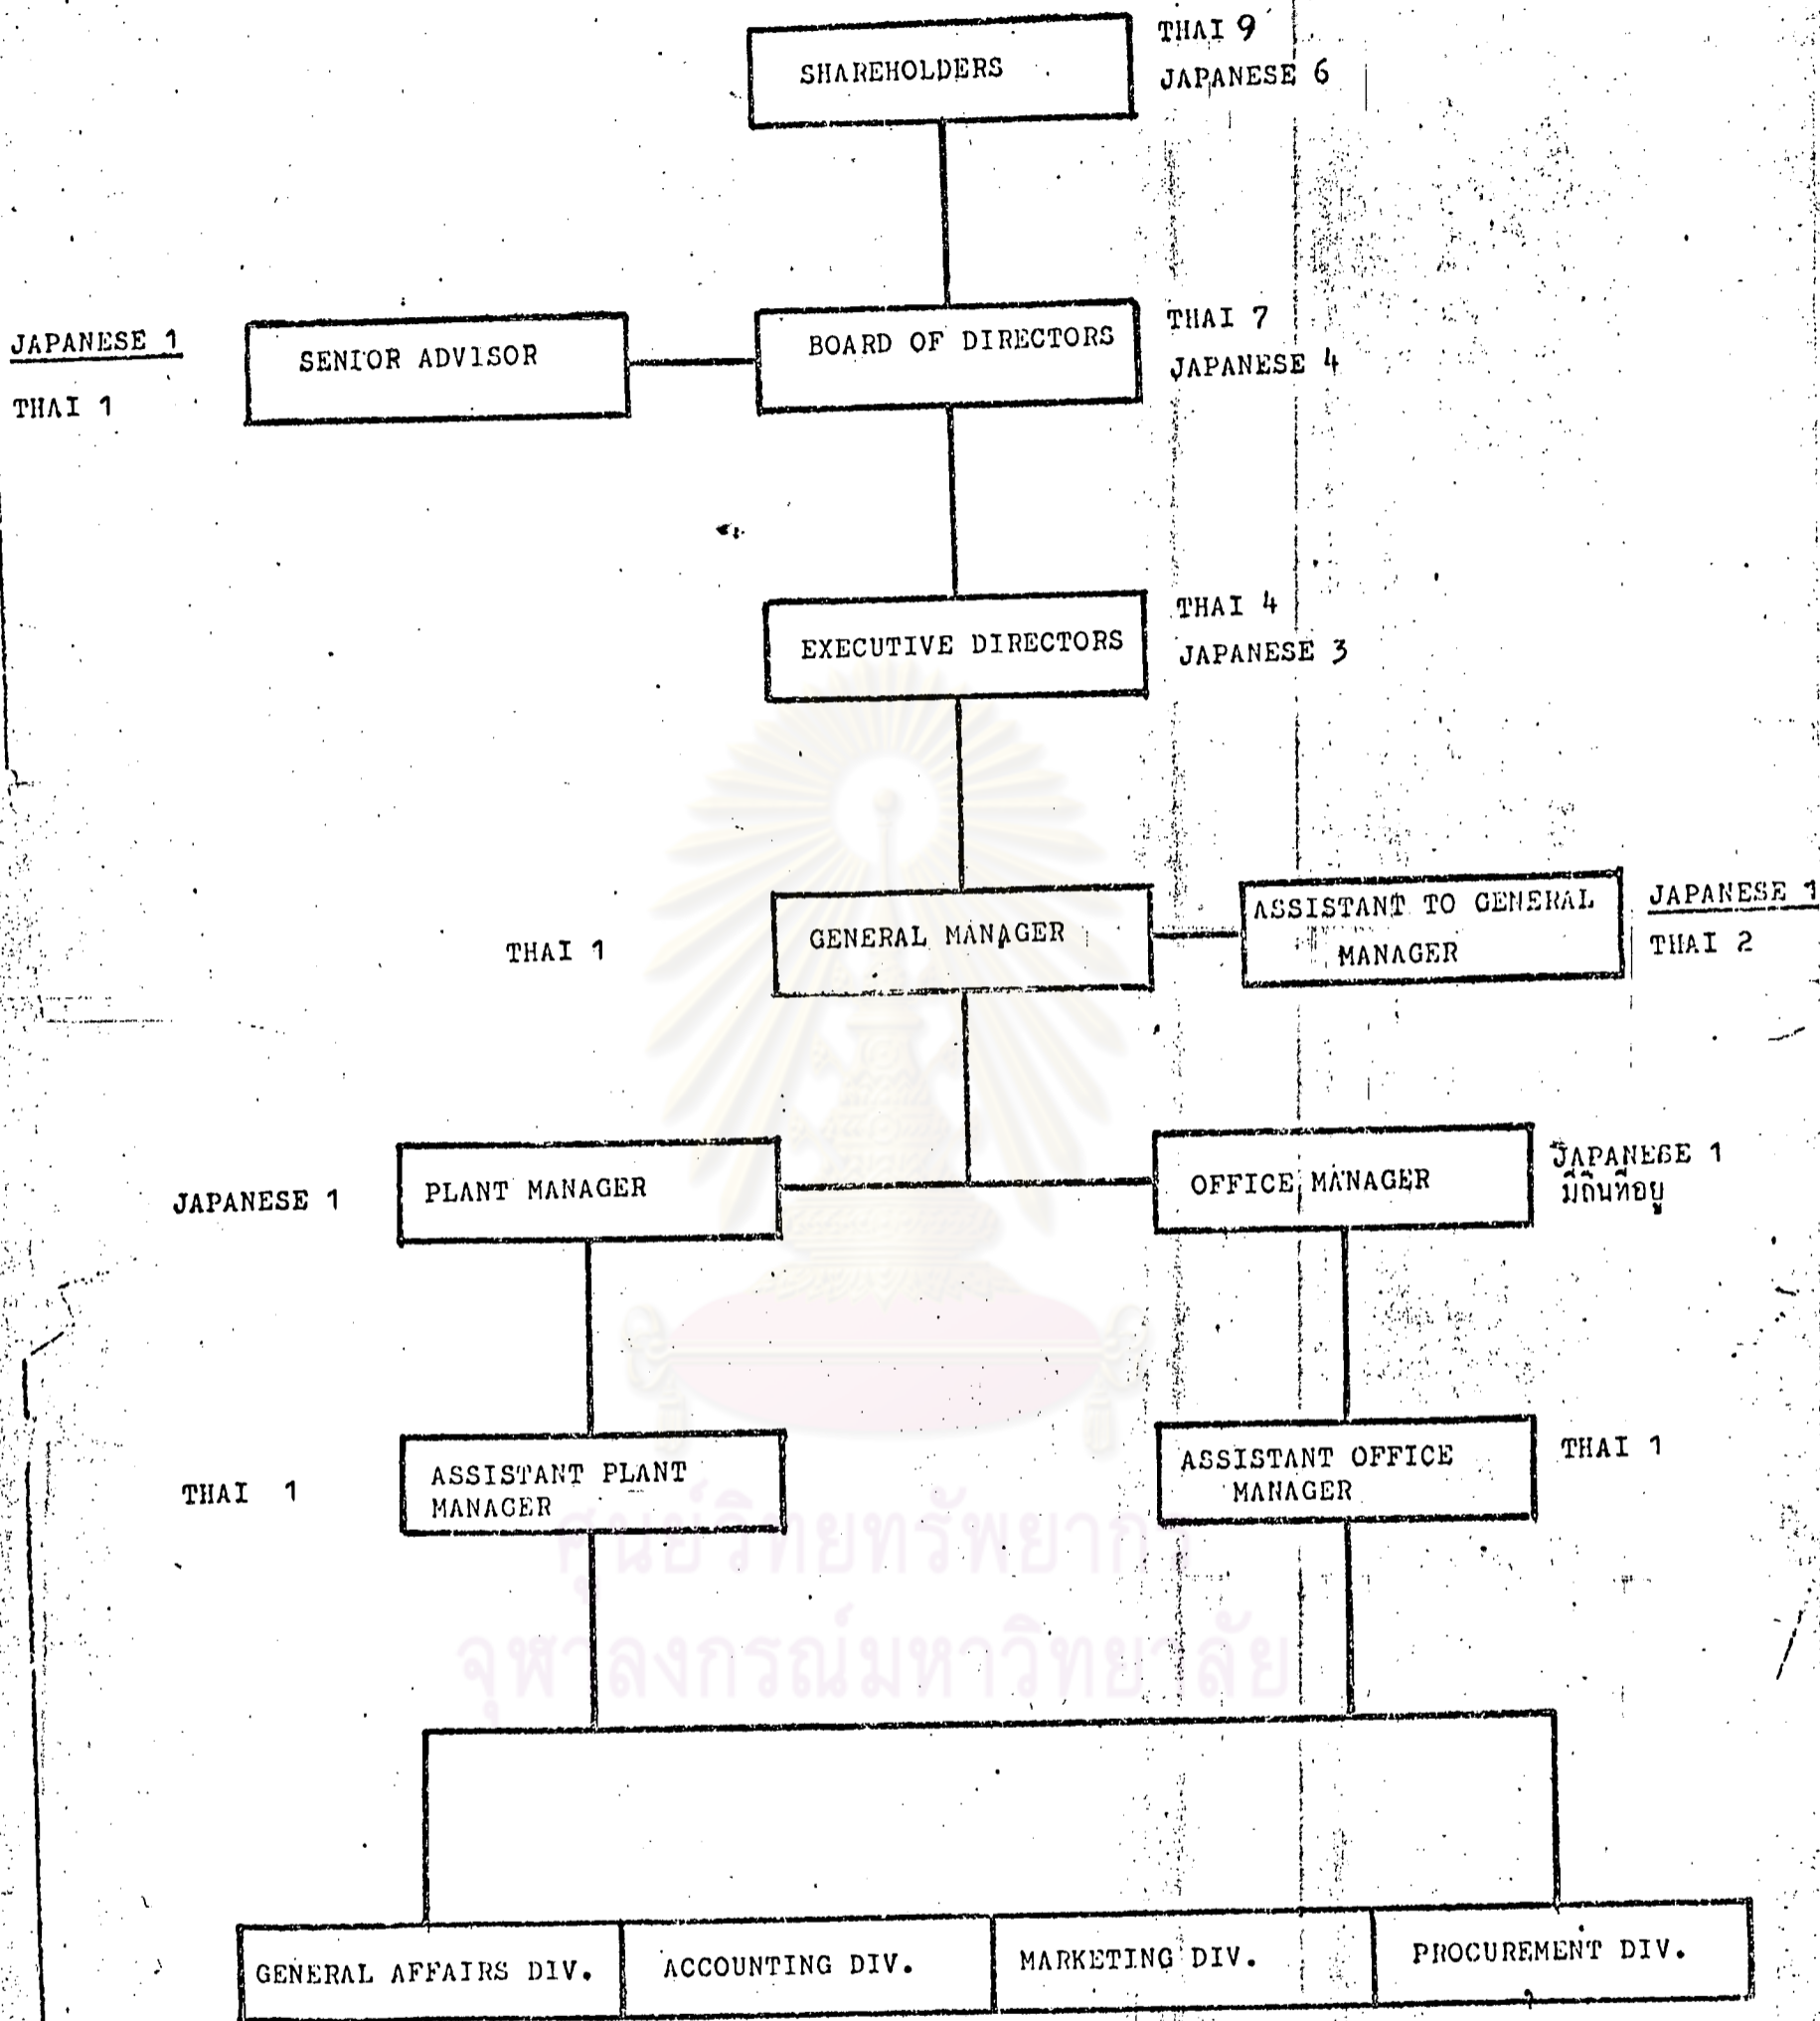 SHAREHOLDERS
THAI 9
JAPANESE 6
JAPANESE 1
THAI 1
SENIOR ADVISOR
BOARD OF DIRECTORS
THAI 7
JAPANESE 4
EXECUTIVE DIRECTORS
THAI 4
JAPANESE 3
THAI 1
GENERAL MANAGER
ASSISTANT TO GENERAL
MANAGER
JAPANESE 1
THAI 2
JAPANESE 1
PLANT MANAGER
OFFICE MANAGER
JAPANESE 1
มีถิ่นที่อยู่
THAI 1
ASSISTANT PLANT
MANAGER
ASSISTANT OFFICE
MANAGER
THAI 1
ศูนย์วิทยทรัพยากร
จุฬาลงกรณ์มหาวิทยาลัย
GENERAL AFFAIRS DIV.
ACCOUNTING DIV.
MARKETING DIV.
PROCUREMENT DIV.